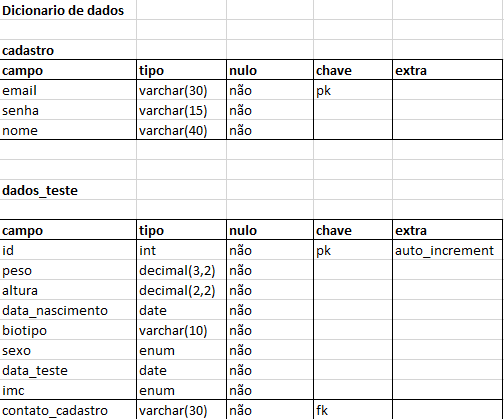 Dicionario de dados
cadastro
campo tipo nulo chave extra
email varchar(30) não pk
senha varchar(15) não
nome varchar(40) não
dados_teste
campo tipo nulo chave extra
id int não pk auto_increment
peso decimal(3,2) não
altura decimal(2,2) não
data_nascimento date não
biotipo varchar(10) não
sexo enum não
data_teste date não
imc enum não
contato_cadastro varchar(30) não fk